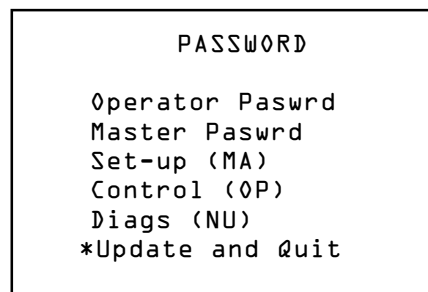 PASSWORD
Operator Paswrd
Master Paswrd
Set-up (MA)
Control (OP)
Diags (NU)
*Update and Quit